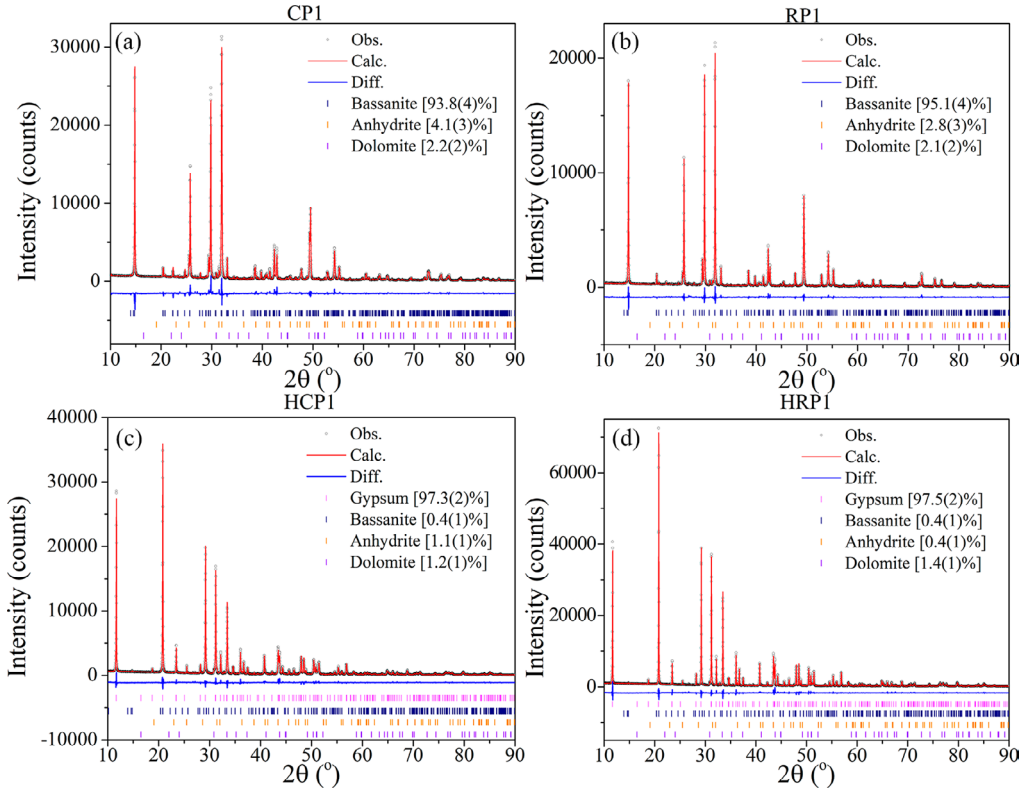 CP1
(a)
Obs.
Calc.
Diff.
Bassanite [93.8(4)%]
Anhydrite [4.1(3)%]
Dolomite [2.2(2)%]
Intensity (counts)
30000
20000
10000
0
10 20 30 40 50 60 70 80 90
2θ (°)
RP1
(b)
Obs.
Calc.
Diff.
Bassanite [95.1(4)%]
Anhydrite [2.8(3)%]
Dolomite [2.1(2)%]
Intensity (counts)
20000
10000
0
10 20 30 40 50 60 70 80 90
2θ (°)
HCP1
(c)
Obs.
Calc.
Diff.
Gypsum [97.3(2)%]
Bassanite [0.4(1)%]
Anhydrite [1.1(1)%]
Dolomite [1.2(1)%]
Intensity (counts)
40000
30000
20000
10000
0
-10000
10 20 30 40 50 60 70 80 90
2θ (°)
HRP1
(d)
Obs.
Calc.
Diff.
Gypsum [97.5(2)%]
Bassanite [0.4(1)%]
Anhydrite [0.4(1)%]
Dolomite [1.4(1)%]
Intensity (counts)
60000
40000
20000
0
10 20 30 40 50 60 70 80 90
2θ (°)